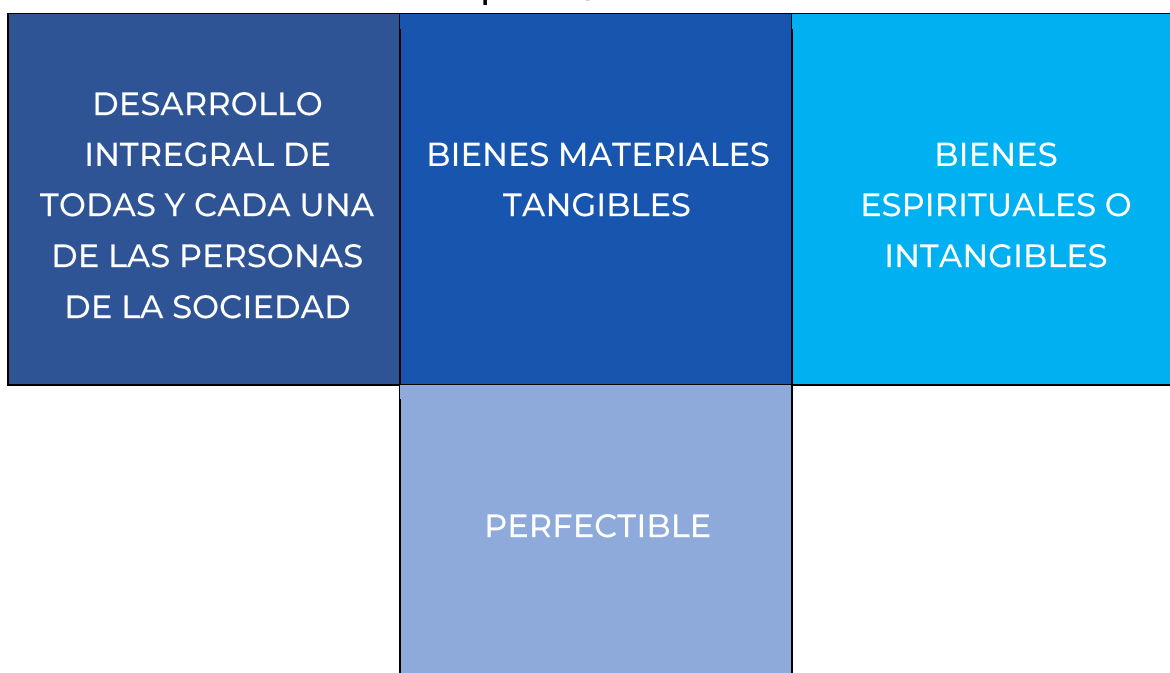 DESARROLLO
INTREGRAL DE
TODAS Y CADA UNA
DE LAS PERSONAS
DE LA SOCIEDAD
BIENES MATERIALES
TANGIBLES
BIENES
ESPIRITUALES O
INTANGIBLES
PERFECTIBLE